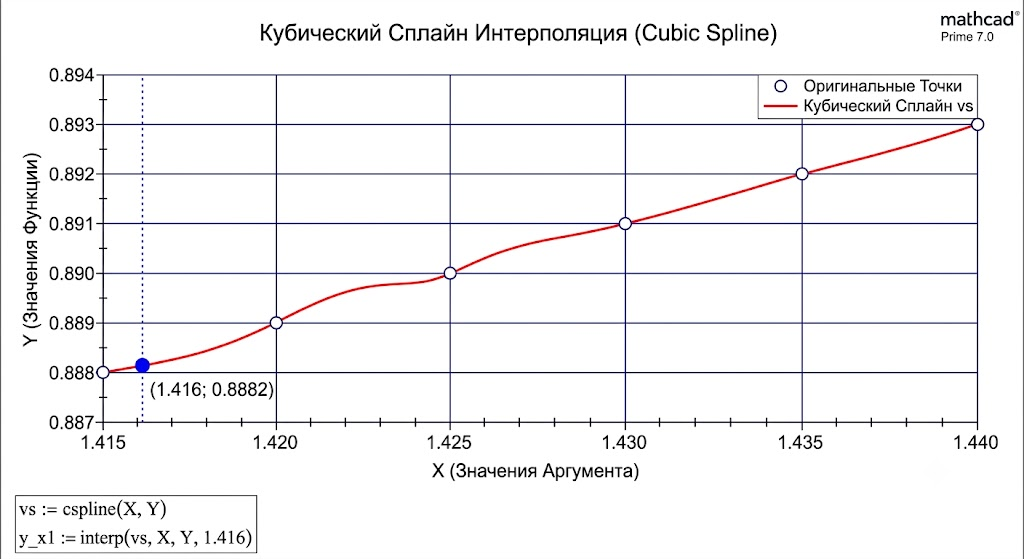 Кубический Сплайн Интерполяция (Cubic Spline)
mathcad®
Prime 7.0
Оригинальные Точки
Кубический Сплайн vs
Y (Значения Функции)
0.894
0.893
0.892
0.891
0.890
0.889
0.888
0.887
(1.416; 0.8882)
1.415 1.420 1.425 1.430 1.435 1.440
X (Значения Аргумента)
vs := cspline(X, Y)
y_x1 := interp(vs, X, Y, 1.416)